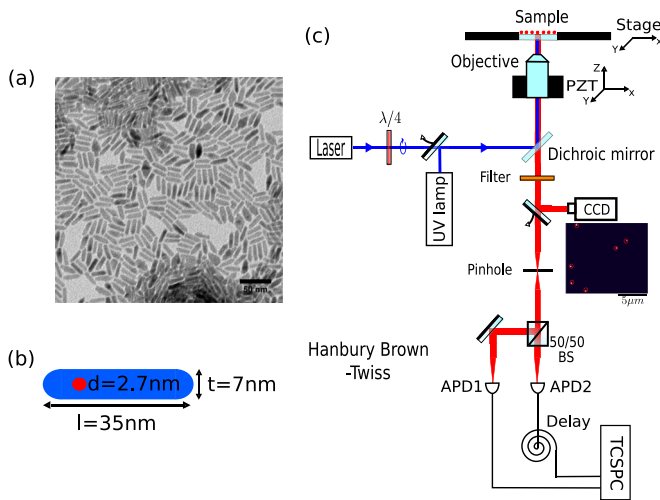 (a)
50 nm
(b)
d=2.7nm
t=7nm
l=35nm
(c)
Sample
Stage
X
Y
Objective
PZT
Z
X
Y
λ/4
Laser
UV lamp
Dichroic mirror
Filter
CCD
5μm
Pinhole
50/50
BS
Hanbury Brown
-Twiss
APD1
APD2
Delay
TCSPC